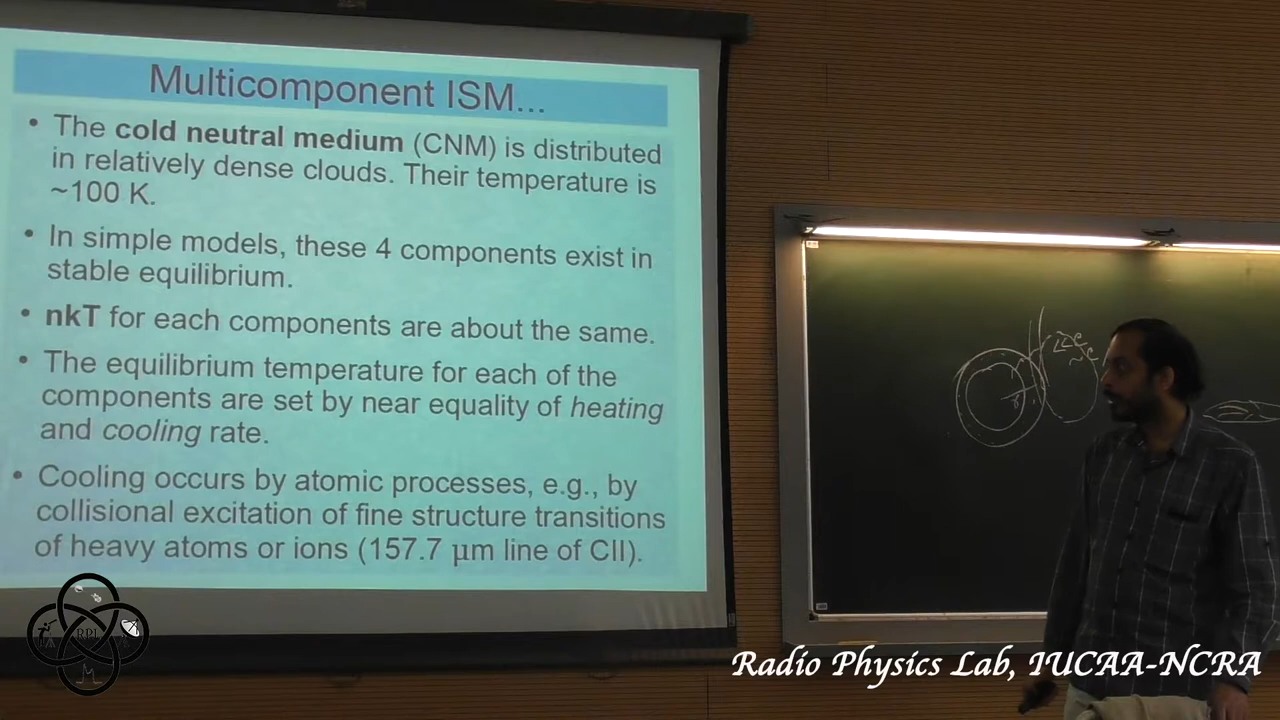 Multicomponent ISM...
• The cold neutral medium (CNM) is distributed
in relatively dense clouds. Their temperature is
~100 K.
• In simple models, these 4 components exist in
stable equilibrium.
• nkT for each components are about the same.
• The equilibrium temperature for each of the
components are set by near equality of heating
and cooling rate.
• Cooling occurs by atomic processes, e.g., by
collisional excitation of fine structure transitions
of heavy atoms or ions (157.7 µm line of CII).
RPL
Radio Physics Lab, IUCAA-NCRA